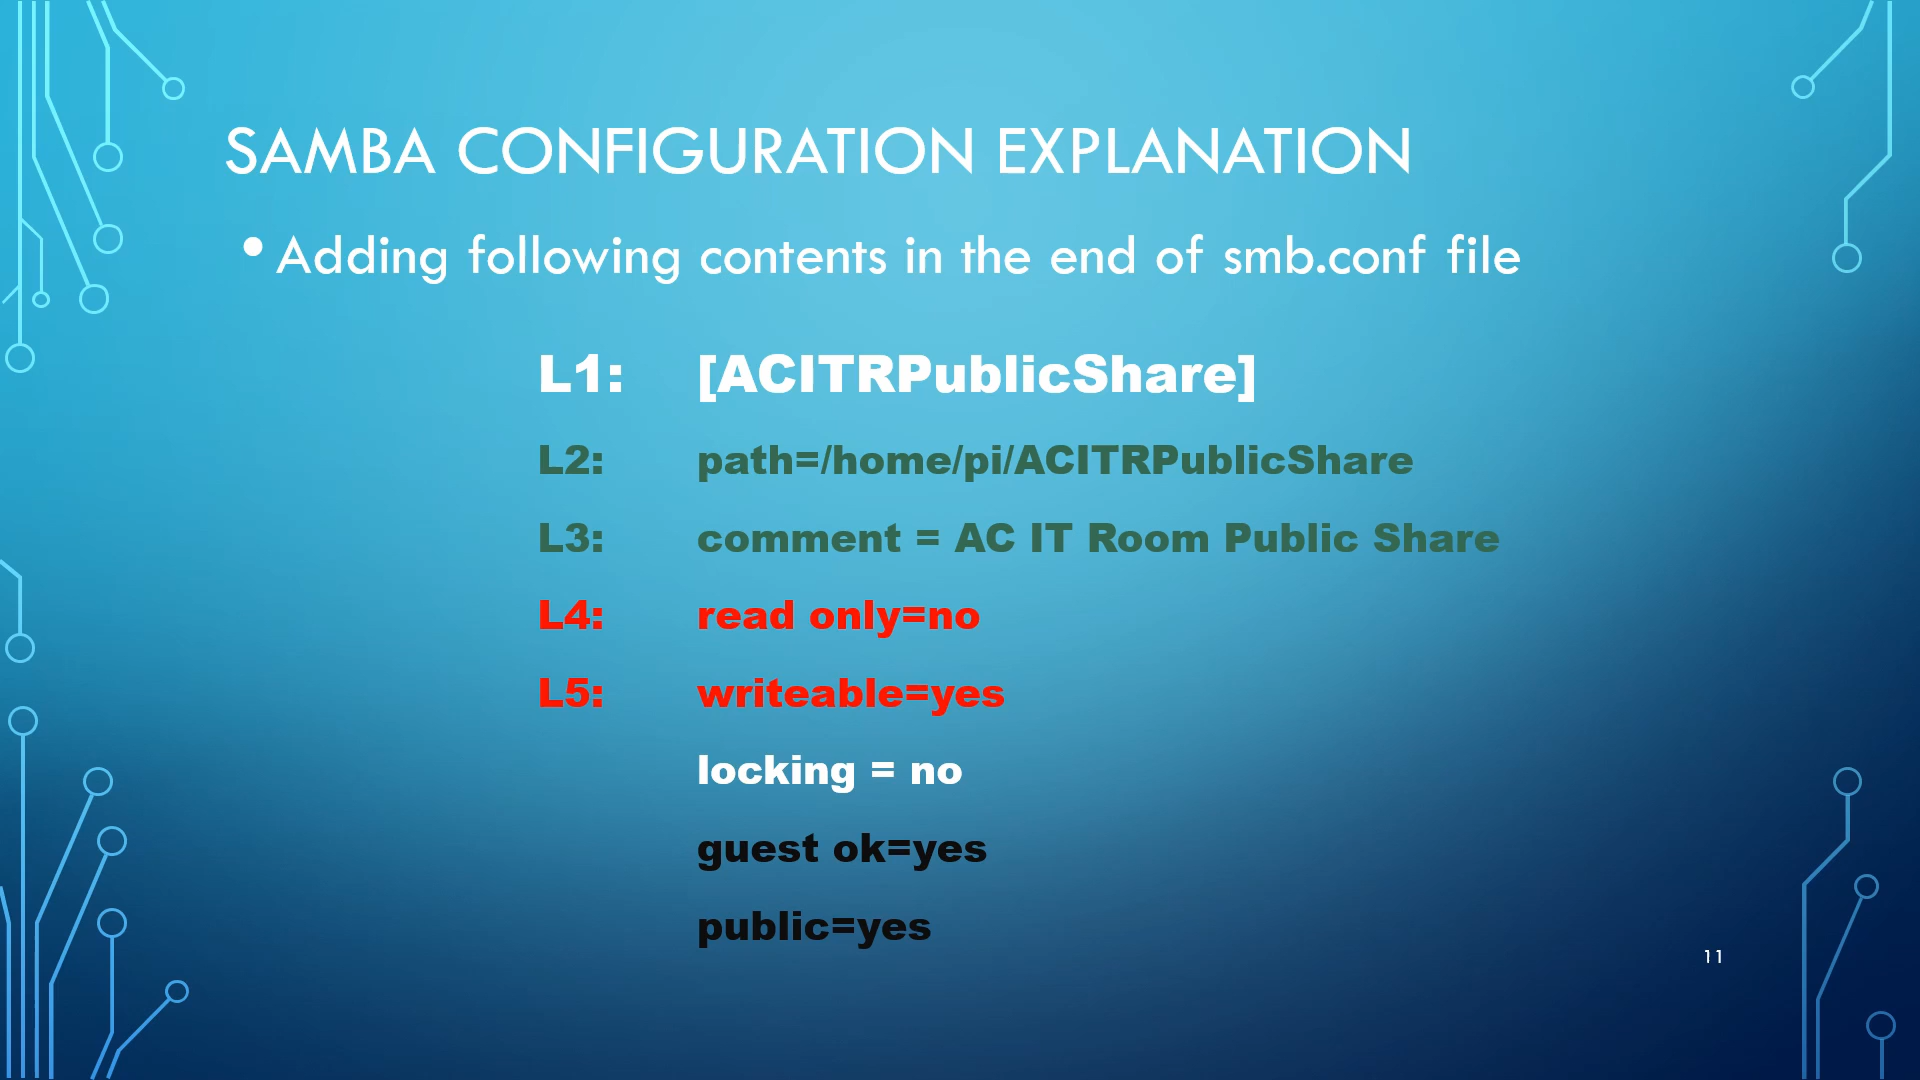 SAMBA CONFIGURATION EXPLANATION
• Adding following contents in the end of smb.conf file
L1: [ACITRPublicShare]
L2: path=/home/pi/ACITRPublicShare
L3: comment = AC IT Room Public Share
L4: read only=no
L5: writeable=yes
locking = no
guest ok=yes
public=yes
11